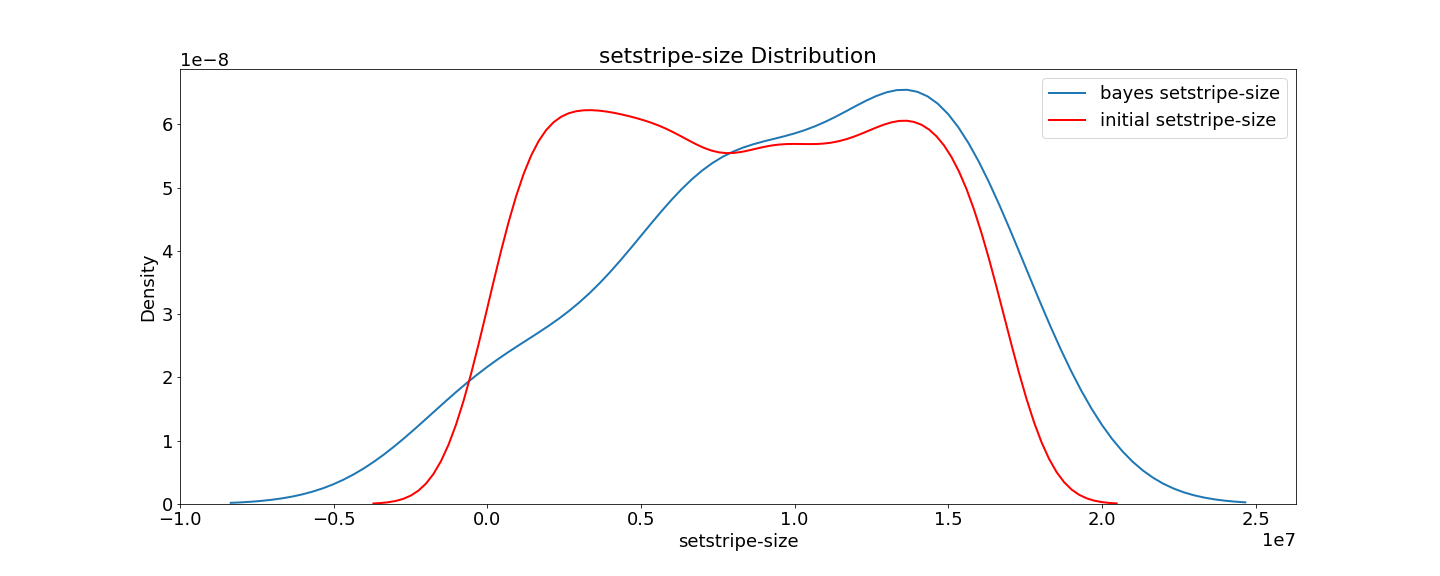 setstripe-size Distribution
1e−8
bayes setstripe-size
initial setstripe-size
6
5
4
3
2
1
0
Density
−1.0 −0.5 0.0 0.5 1.0 1.5 2.0 2.5
setstripe-size
1e7